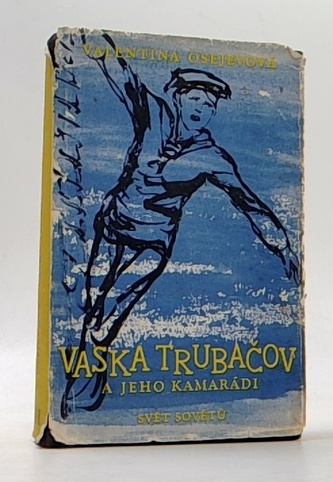 VALENTINA OSEJEVOVÁ
VASKA TRUBAČOV
A JEHO KAMARÁDI
SVĚT SOVĚTŮ